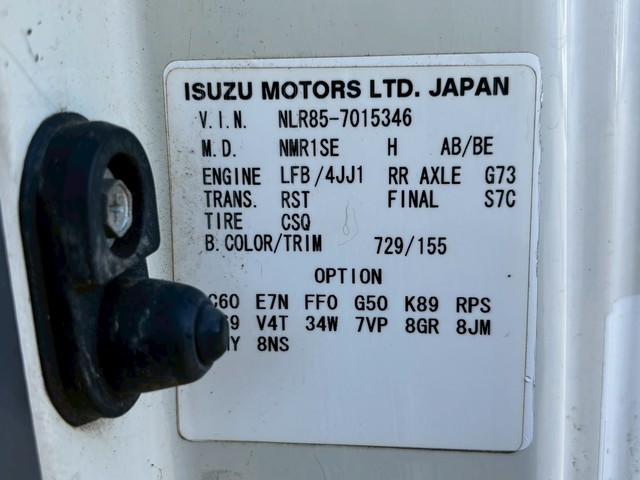 ISUZU MOTORS LTD. JAPAN
V.I.N. NLR85-7015346
M.D. NMR1SE H AB/BE
ENGINE LFB/4JJ1 RR AXLE G73
TRANS. RST FINAL S7C
TIRE CSQ
B.COLOR/TRIM 729/155
OPTION
E7N FF0 G50 K89 RPS
V4T 34W 7VP 8GR 8JM
8NS